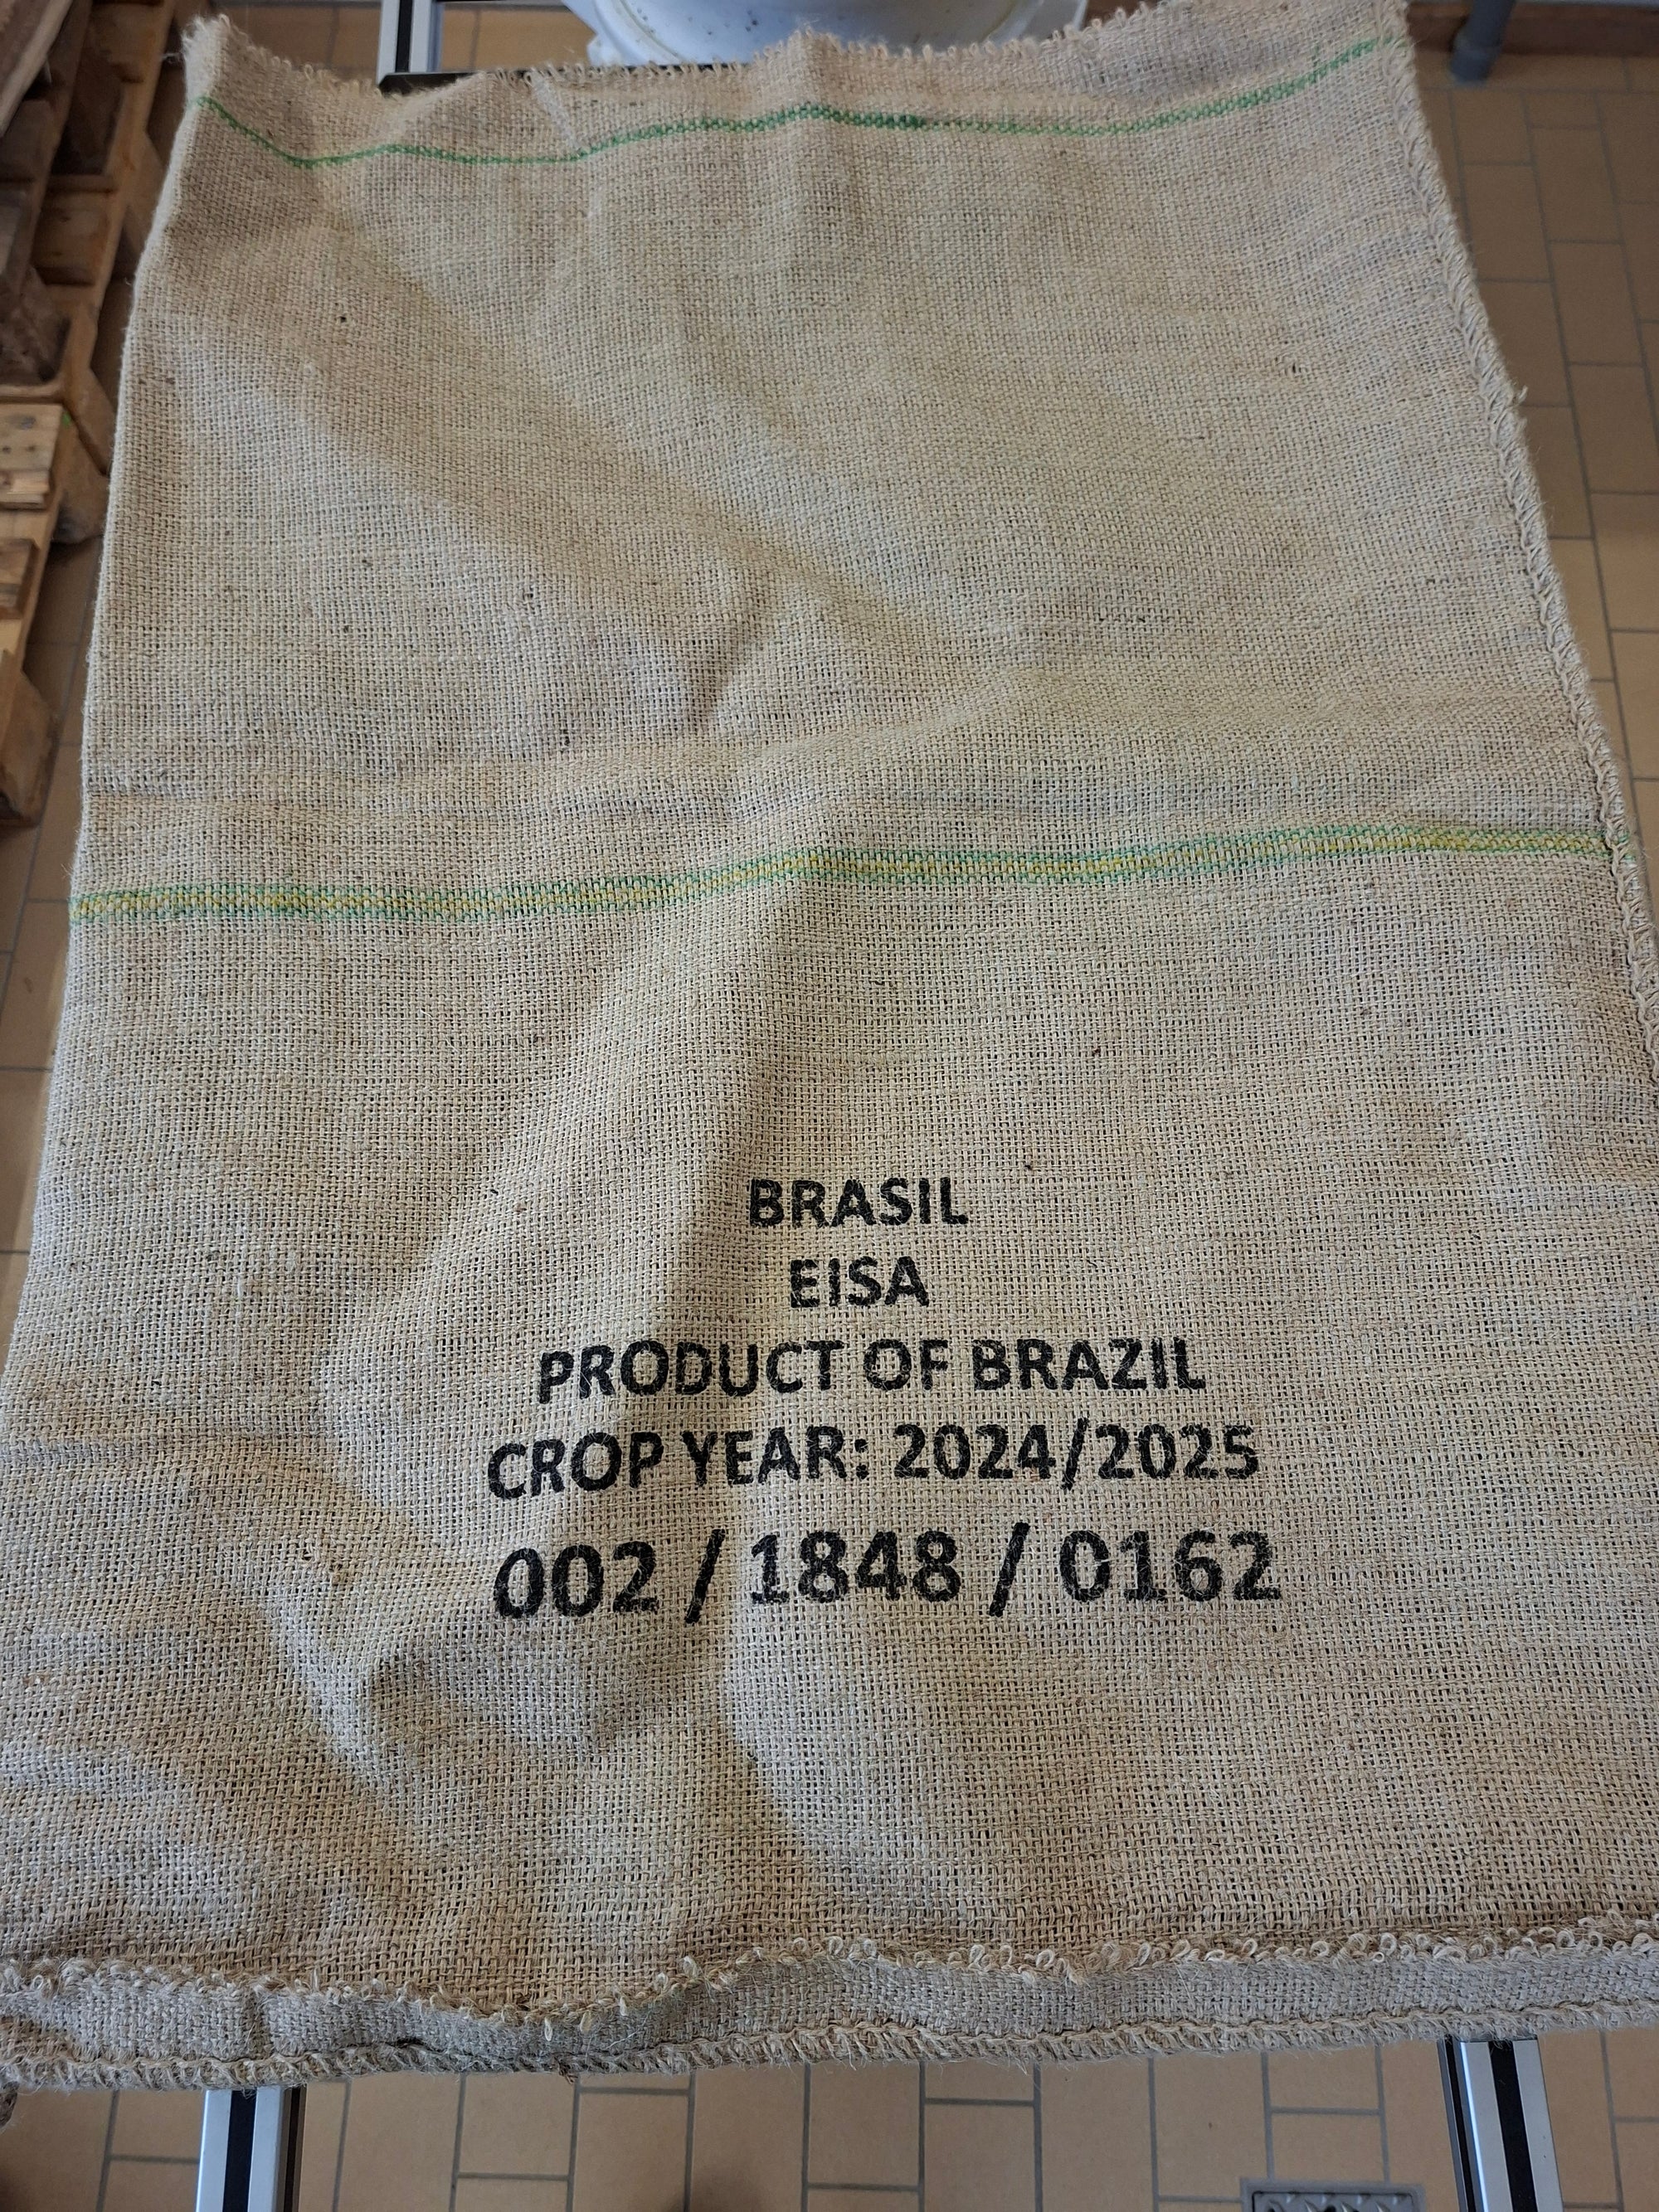 BRASIL
EISA
PRODUCT OF BRAZIL
CROP YEAR: 2024/2025
002 / 1848 / 0162